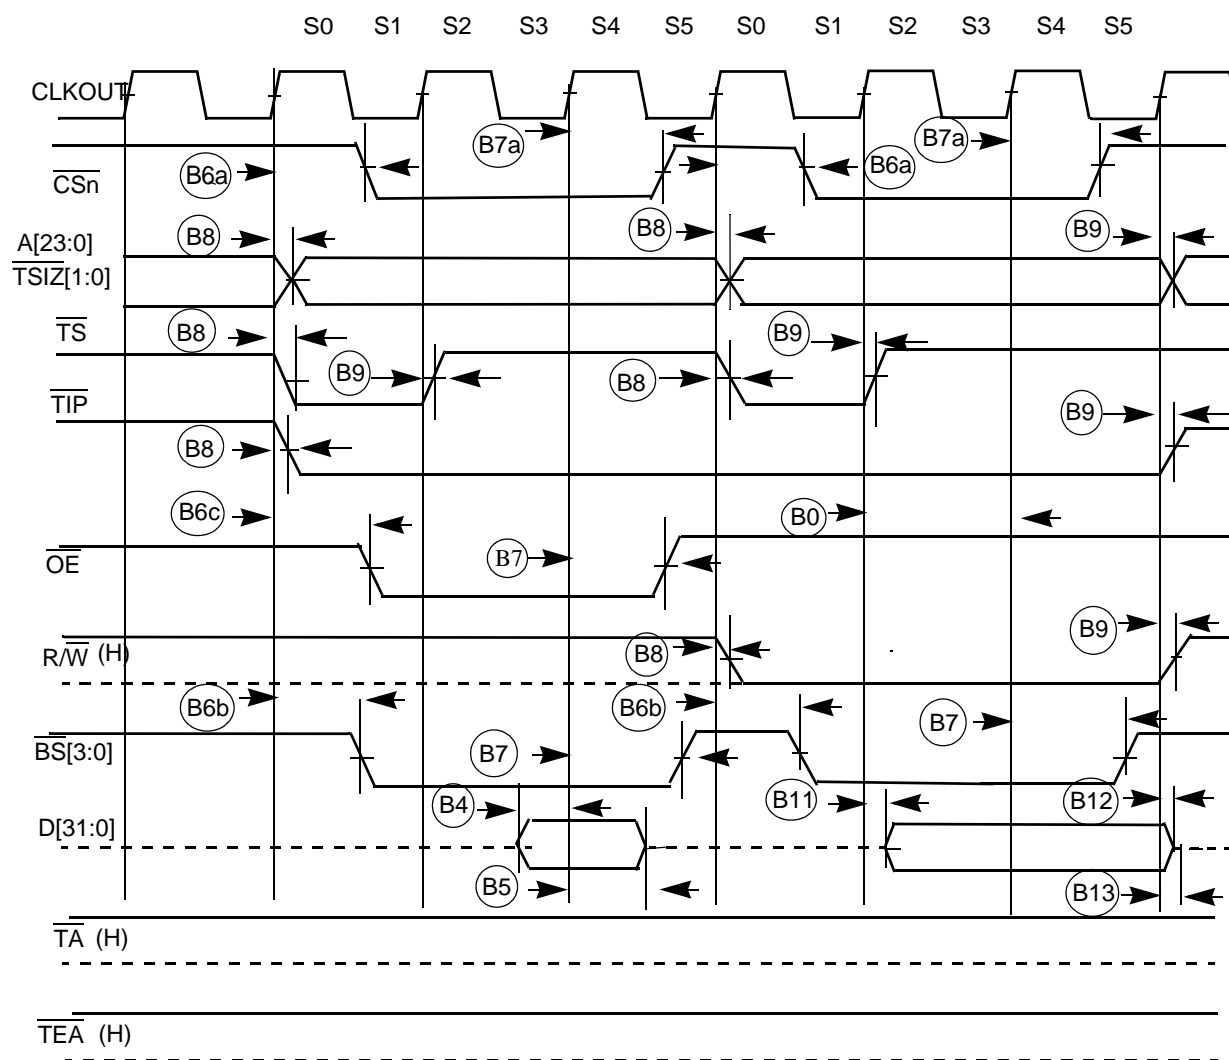 S0 S1 S2 S3 S4 S5 S0 S1 S2 S3 S4 S5
CLKOUT
B7a B7a
CSn B6a B6a
A[23:0] B8 B8 B9
TSIZ[1:0]
TS B8 B9
B9 B8
TIP B9
B8
B6c B0
OE B7
R/W (H) B8 B9
B6b B6b
BS[3:0] B7 B7
B4 B11 B12
D[31:0]
B5 B13
TA (H)
TEA (H)